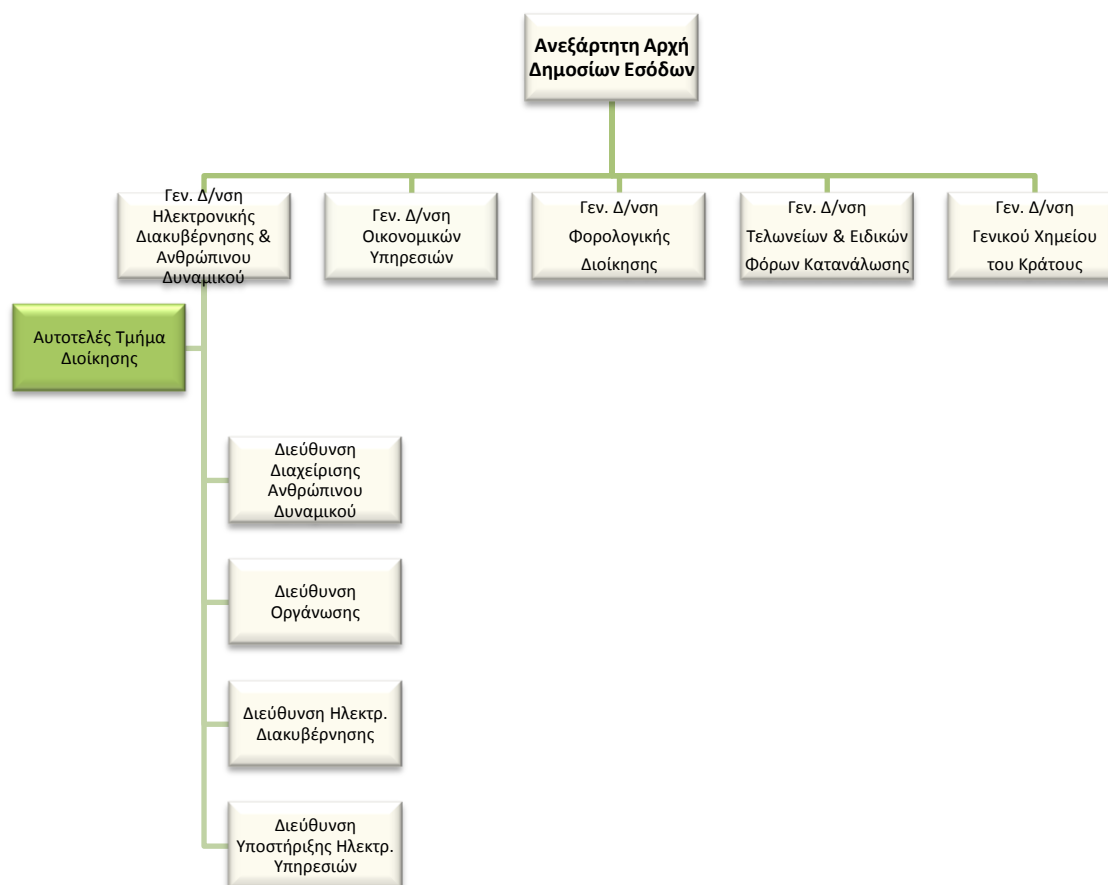 Ανεξάρτητη Αρχή
Δημοσίων Εσόδων
Γεν. Δ/νση
Ηλεκτρονικής
Διακυβέρνησης &
Ανθρώπινου
Δυναμικού
Γεν. Δ/νση
Οικονομικών
Υπηρεσιών
Γεν. Δ/νση
Φορολογικής
Διοίκησης
Γεν. Δ/νση
Τελωνείων & Ειδικών
Φόρων Κατανάλωσης
Γεν. Δ/νση
Γενικού Χημείου
του Κράτους
Αυτοτελές Τμήμα
Διοίκησης
Διεύθυνση
Διαχείρισης
Ανθρώπινου
Δυναμικού
Διεύθυνση
Οργάνωσης
Διεύθυνση Ηλεκτρ.
Διακυβέρνησης
Διεύθυνση
Υποστήριξης Ηλεκτρ.
Υπηρεσιών